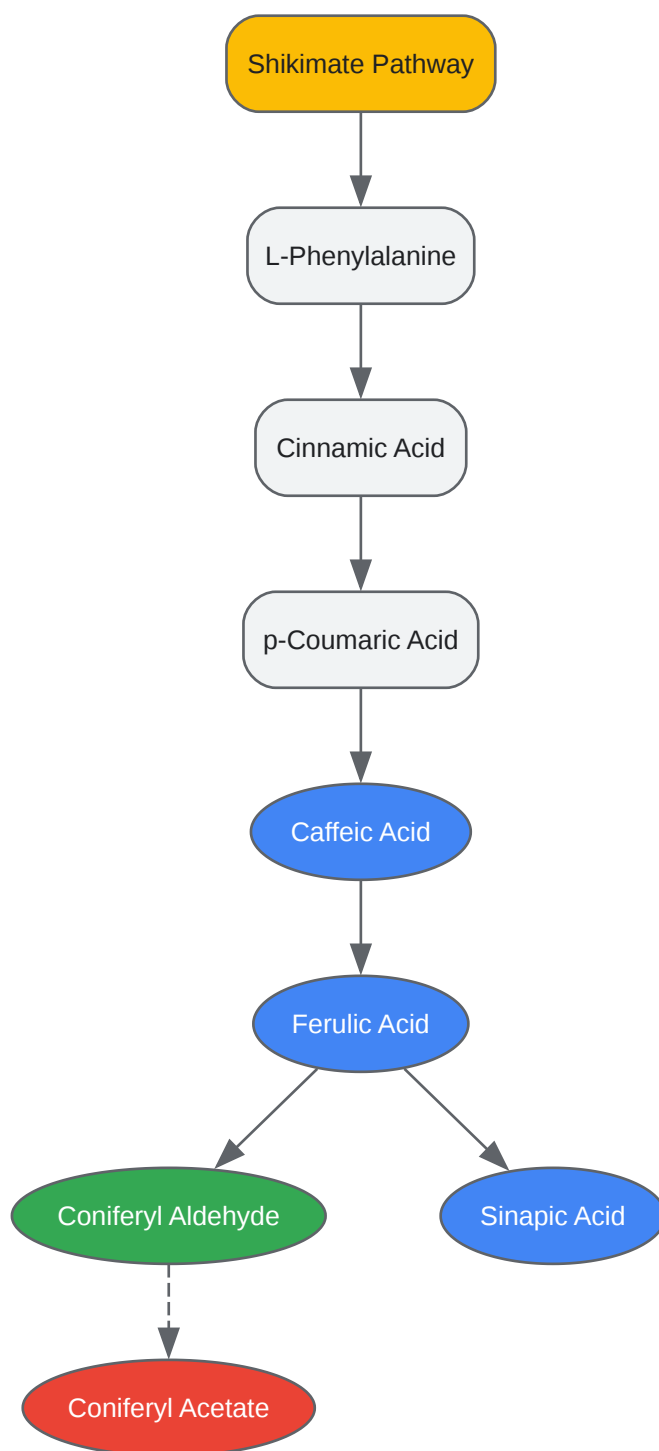 Shikimate Pathway
L-Phenylalanine
Cinnamic Acid
p-Coumaric Acid
Caffeic Acid
Ferulic Acid
Coniferyl Aldehyde
Sinapic Acid
Coniferyl Acetate